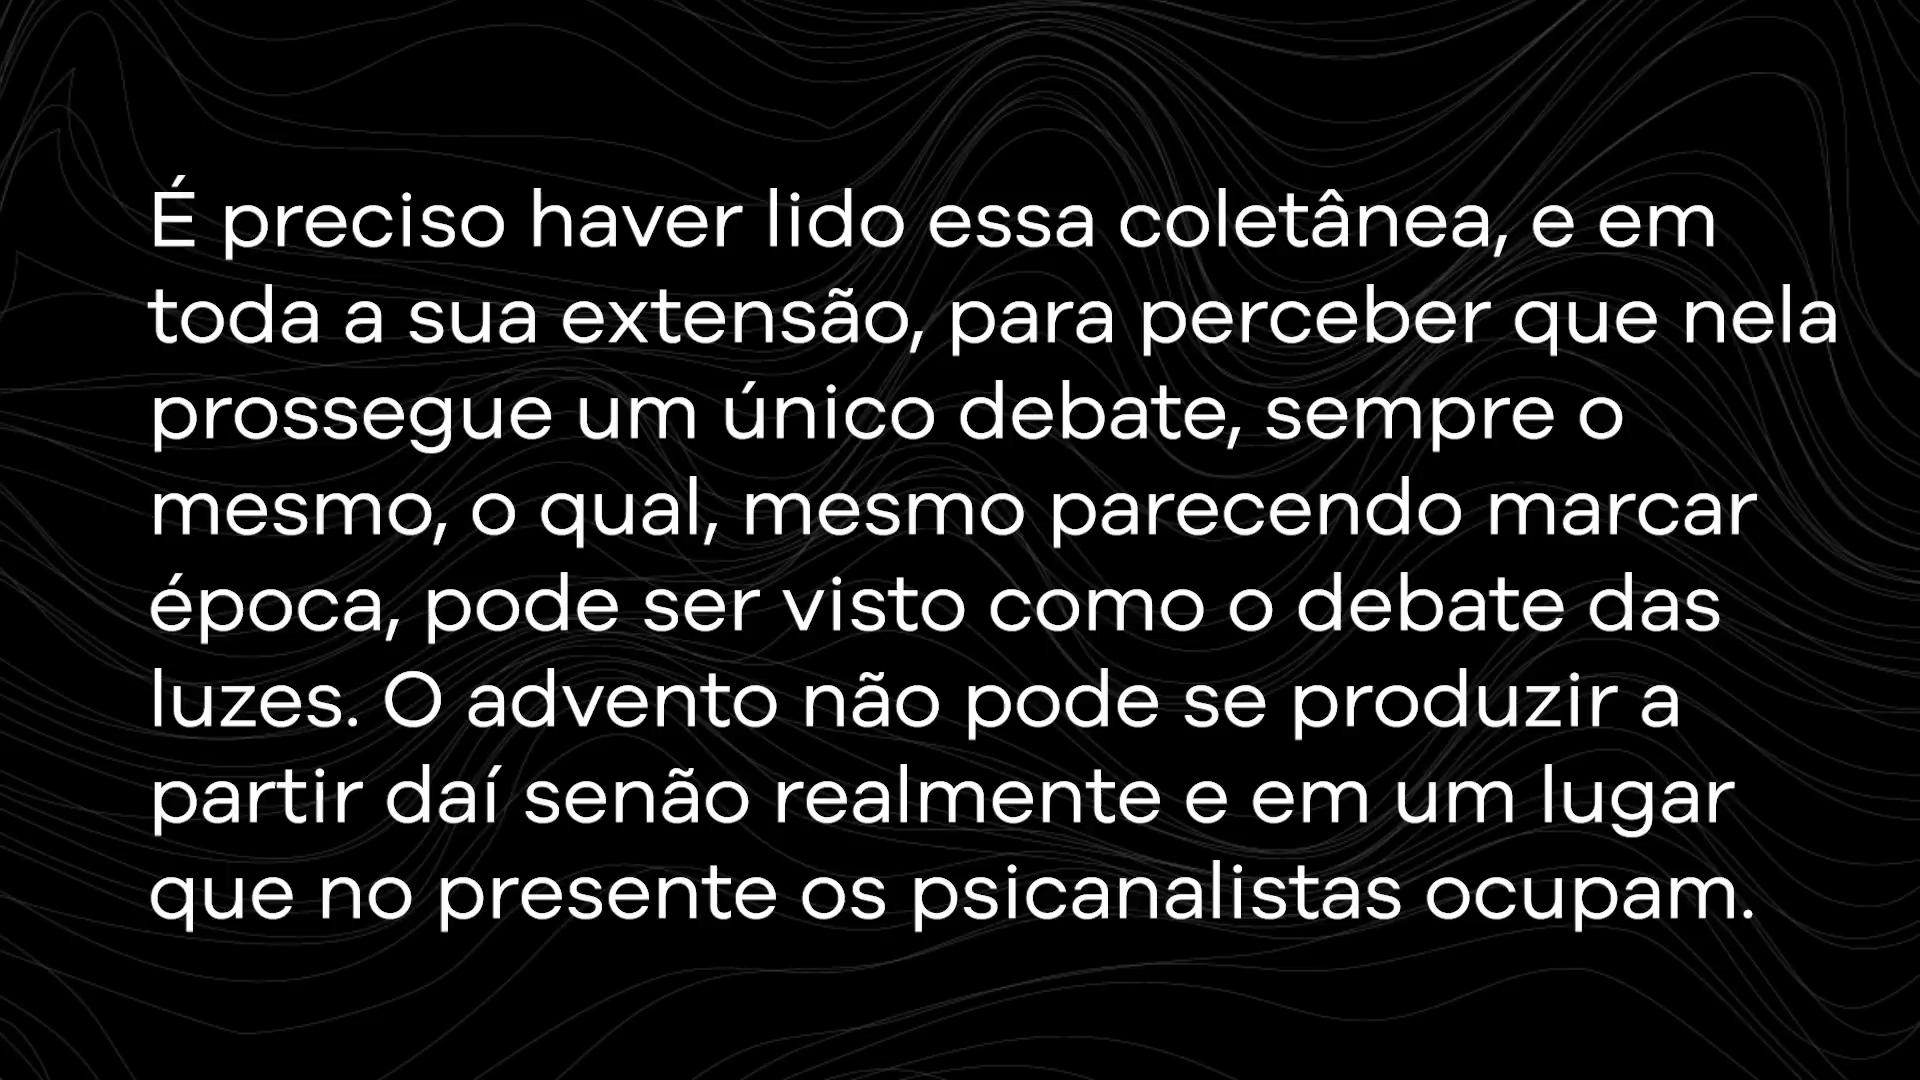 É preciso haver lido essa coletânea, e em
toda a sua extensão, para perceber que nela
prossegue um único debate, sempre o
mesmo, o qual, mesmo parecendo marcar
época, pode ser visto como o debate das
luzes. O advento não pode se produzir a
partir daí senão realmente e em um lugar
que no presente os psicanalistas ocupam.